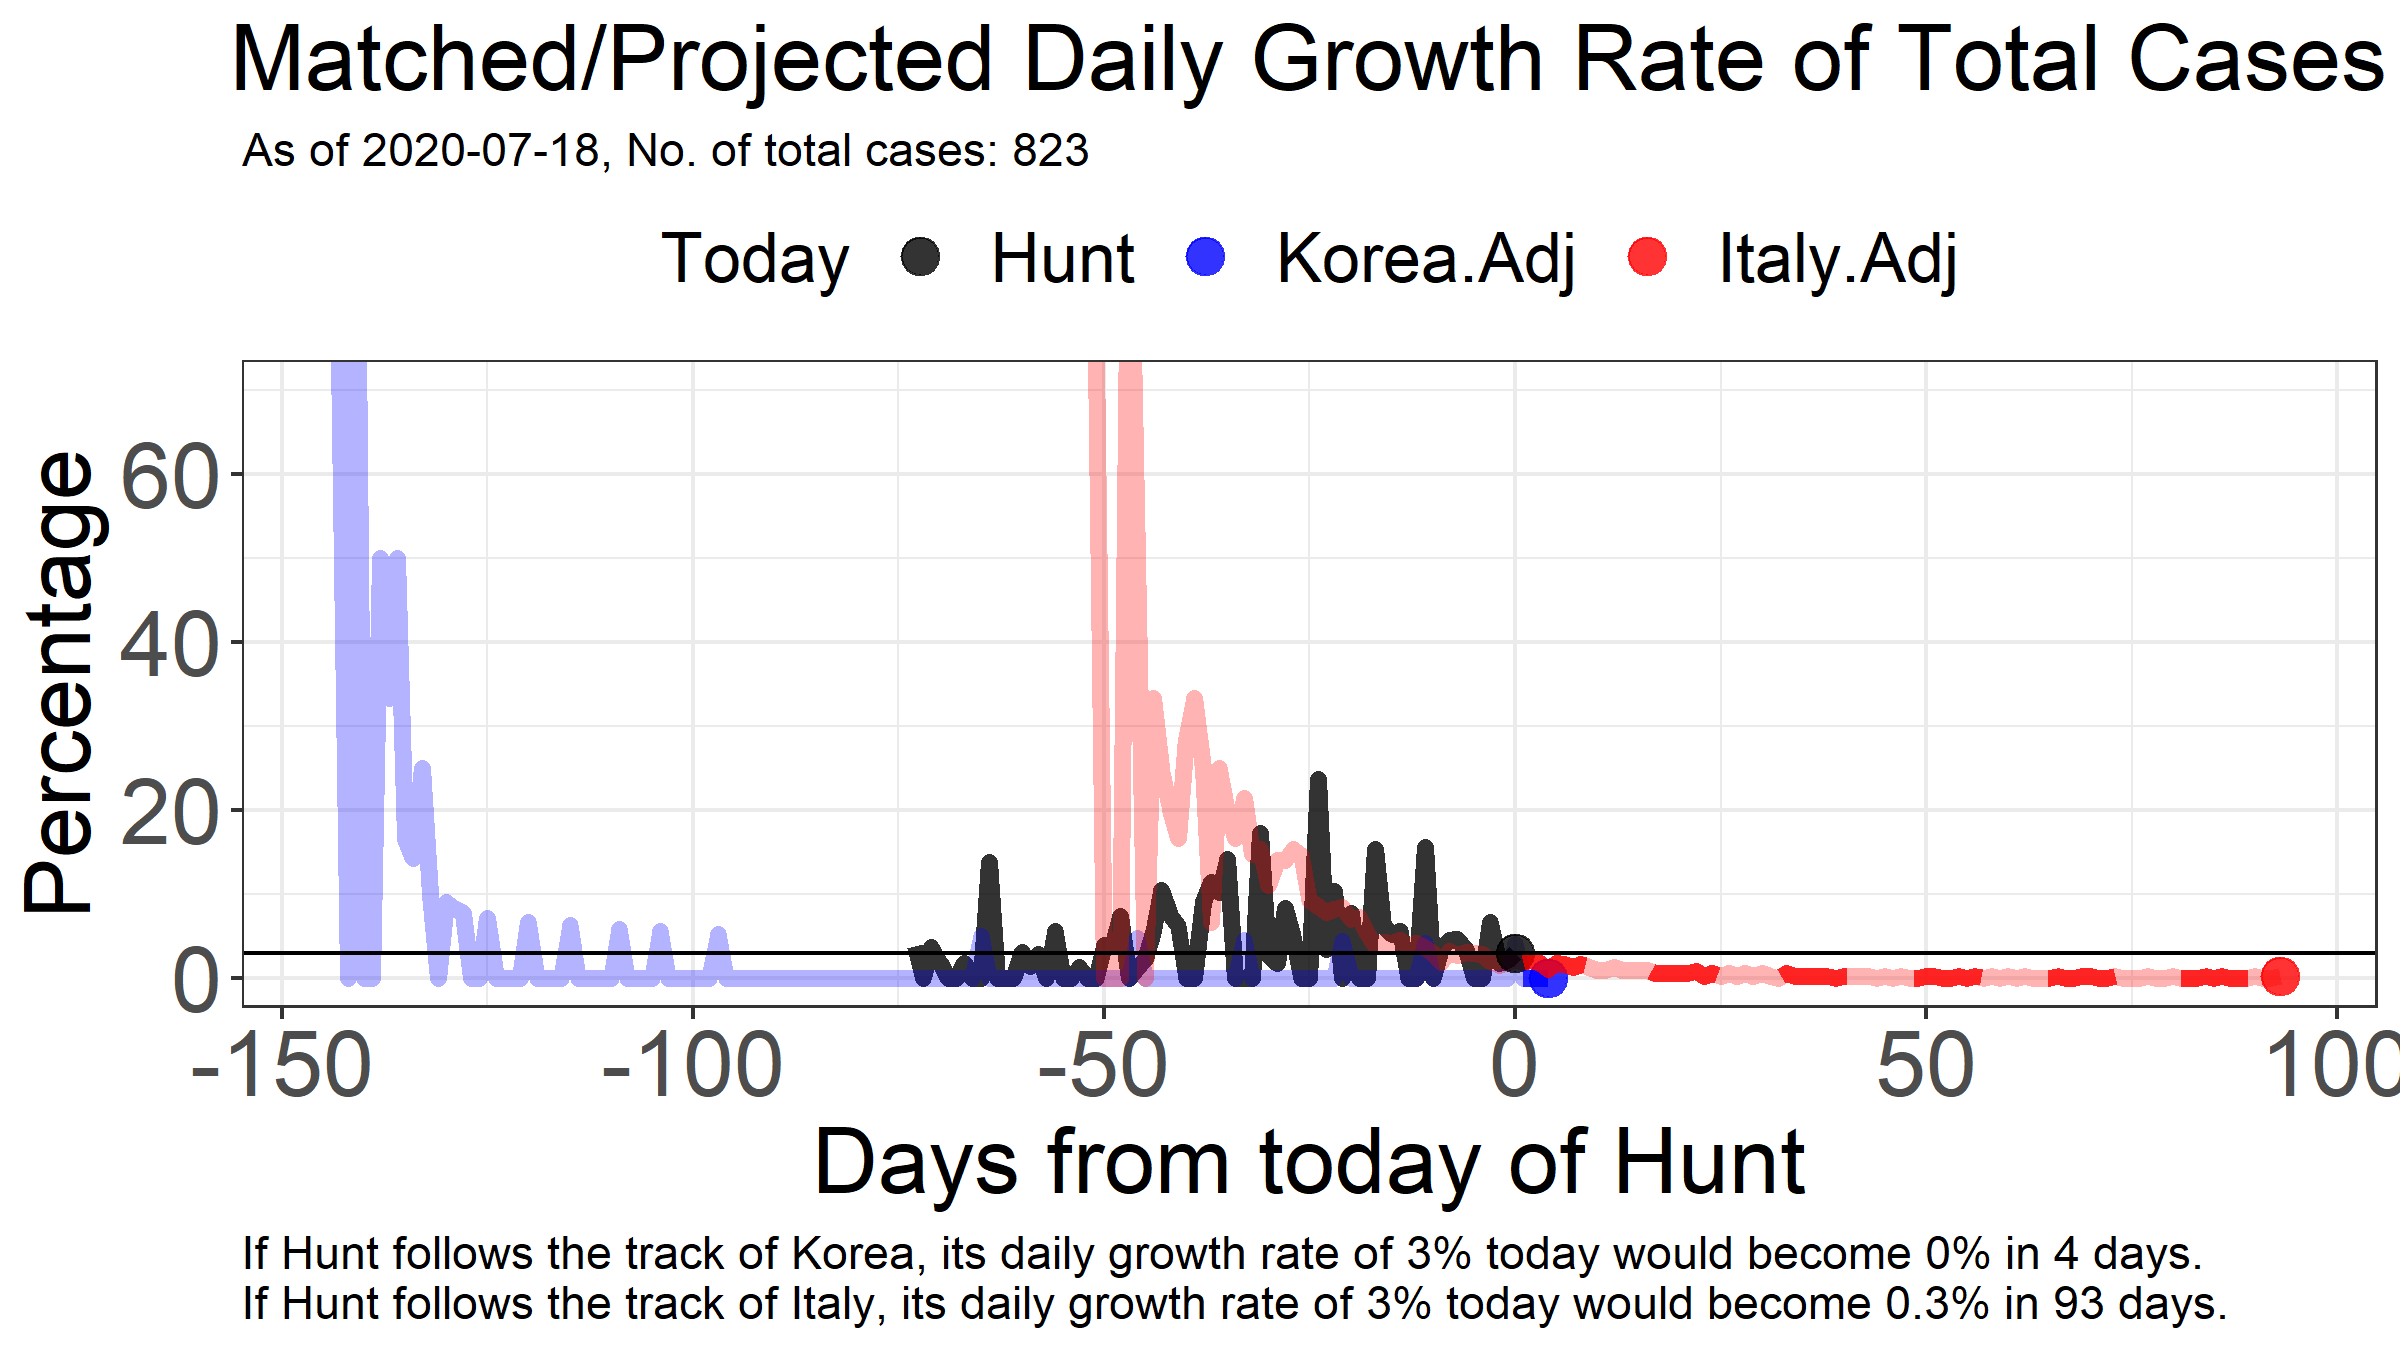 Matched/Projected Daily Growth Rate of Total Cases
As of 2020-07-18, No. of total cases: 823
Today Hunt Korea.Adj Italy.Adj
Percentage
60
40
20
0
-150 -100 -50 0 50 100
Days from today of Hunt
If Hunt follows the track of Korea, its daily growth rate of 3% today would become 0% in 4 days.
If Hunt follows the track of Italy, its daily growth rate of 3% today would become 0.3% in 93 days.